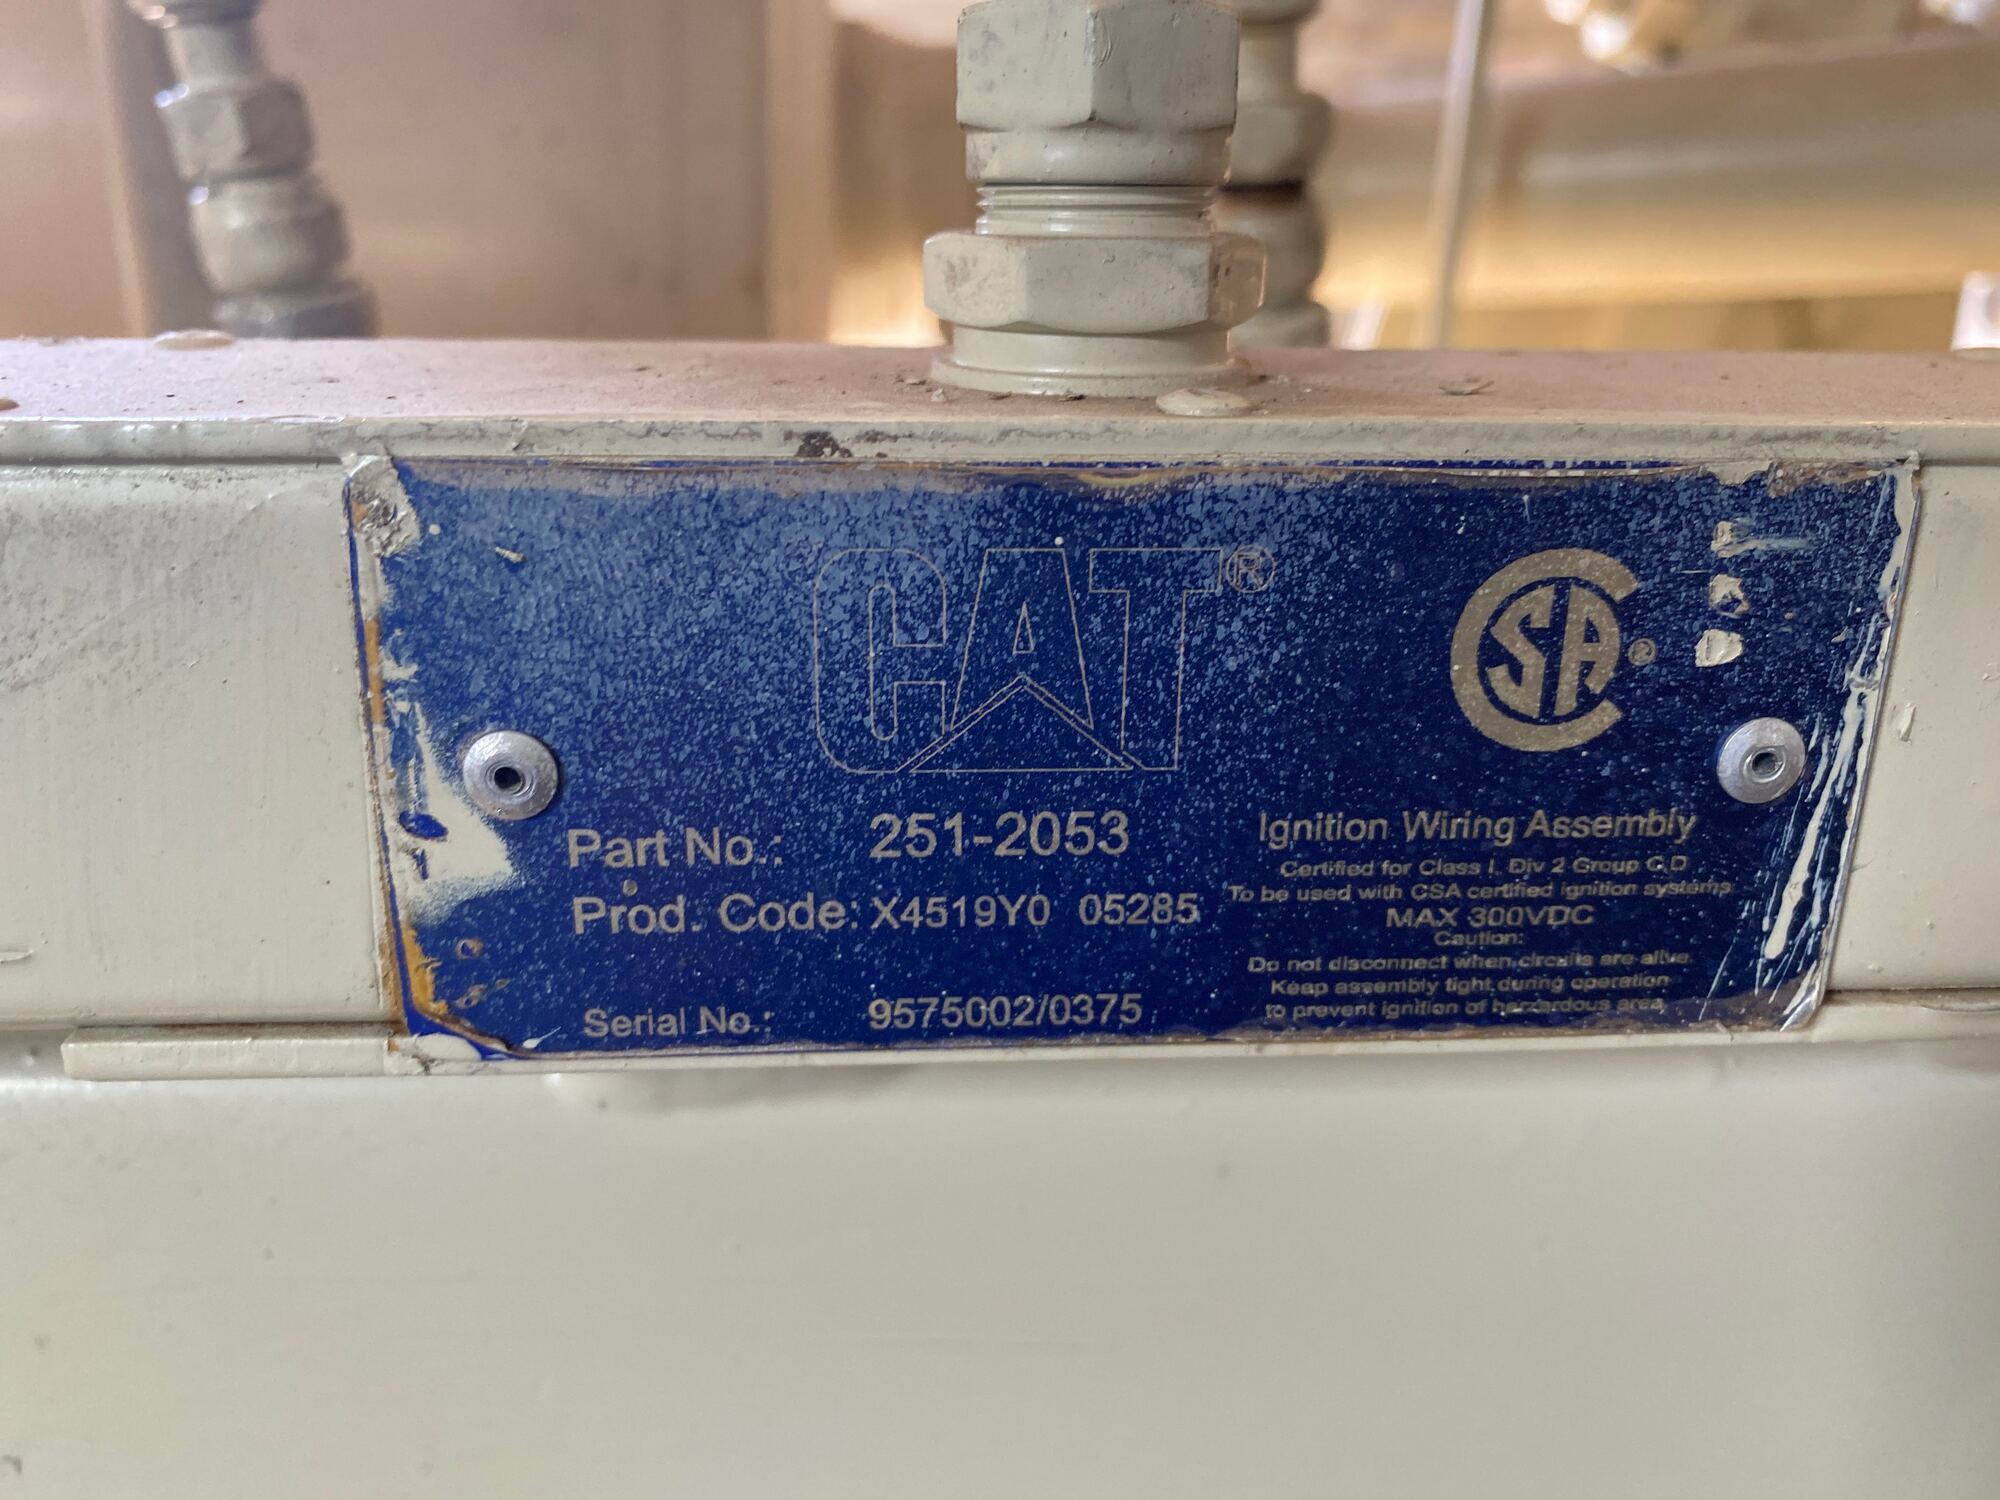 CAT®
CSA®
Part No.: 251-2053
Prod. Code: X4519Y0 05285
Serial No.: 9575002/0375
Ignition Wiring Assembly
Certified for Class I, Div 2 Group C,D
To be used with CSA certified ignition systems
MAX 300VDC
Caution:
Do not disconnect when circuits are alive.
Keep assembly tight during operation
to prevent ignition of hazardous area.